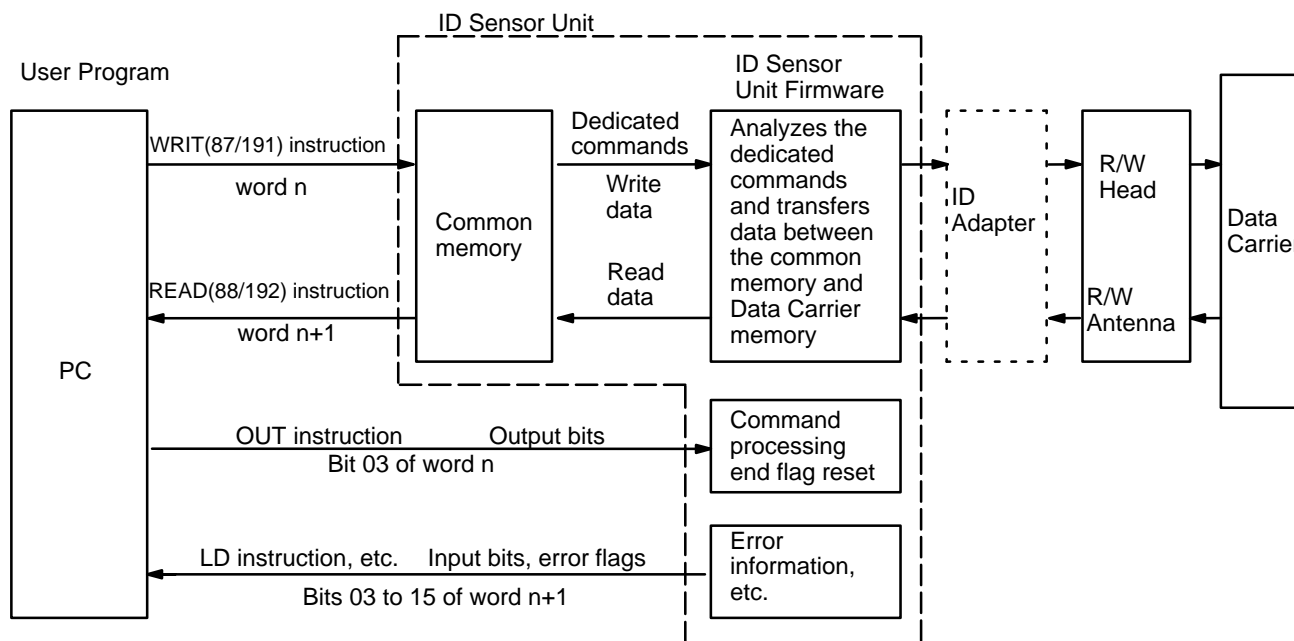 ID Sensor Unit
User Program
ID Sensor
Unit Firmware
WRIT(87/191) instruction
word n
READ(88/192) instruction
word n+1
PC
Common
memory
Dedicated
commands
Write
data
Read
data
Analyzes the
dedicated
commands
and transfers
data between
the common
memory and
Data Carrier
memory
ID
Adapter
R/W
Head
R/W
Antenna
Data
Carrier
OUT instruction
Output bits
Bit 03 of word n
Command
processing
end flag reset
LD instruction, etc.
Input bits, error flags
Bits 03 to 15 of word n+1
Error
information,
etc.